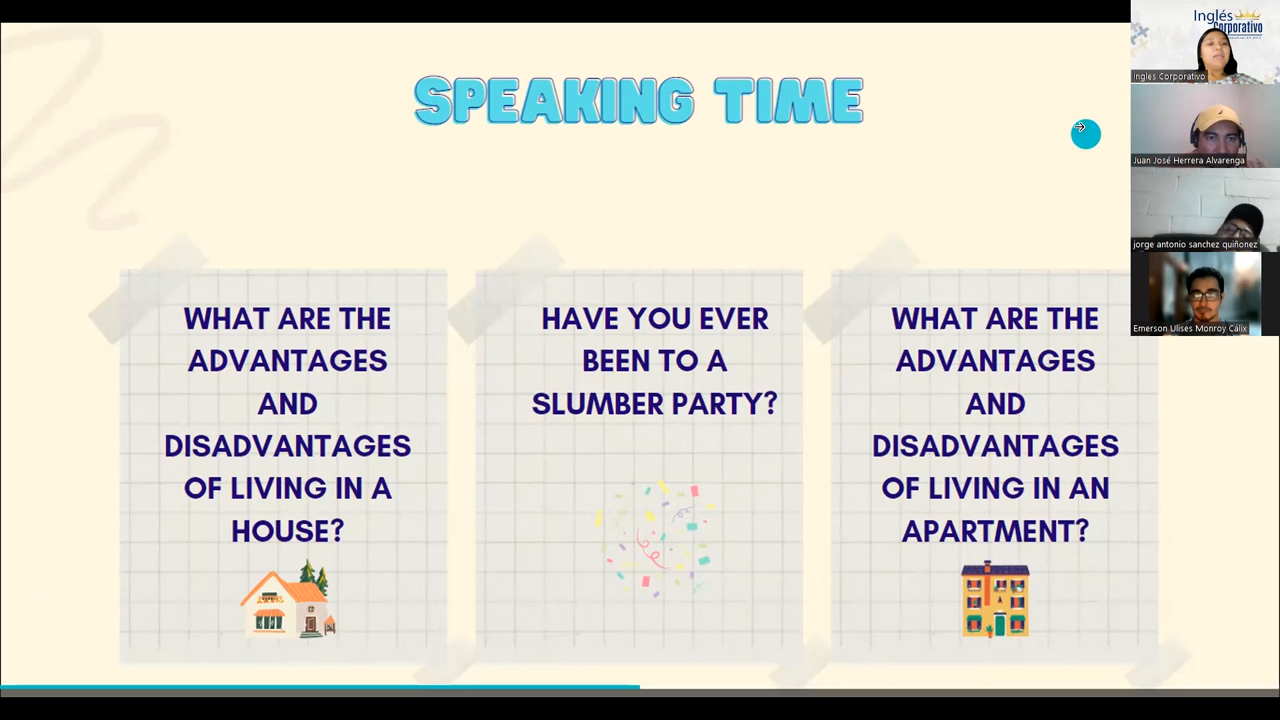 SPEAKING TIME
WHAT ARE THE
ADVANTAGES
AND
DISADVANTAGES
OF LIVING IN A
HOUSE?
HAVE YOU EVER
BEEN TO A
SLUMBER PARTY?
WHAT ARE THE
ADVANTAGES
AND
DISADVANTAGES
OF LIVING IN AN
APARTMENT?
Inglés
Corporativo
Ingles Corporativo
Juan José Herrera Alvarenga
jorge antonio sanchez quiñonez
Emerson Ulises Monroy Cálix